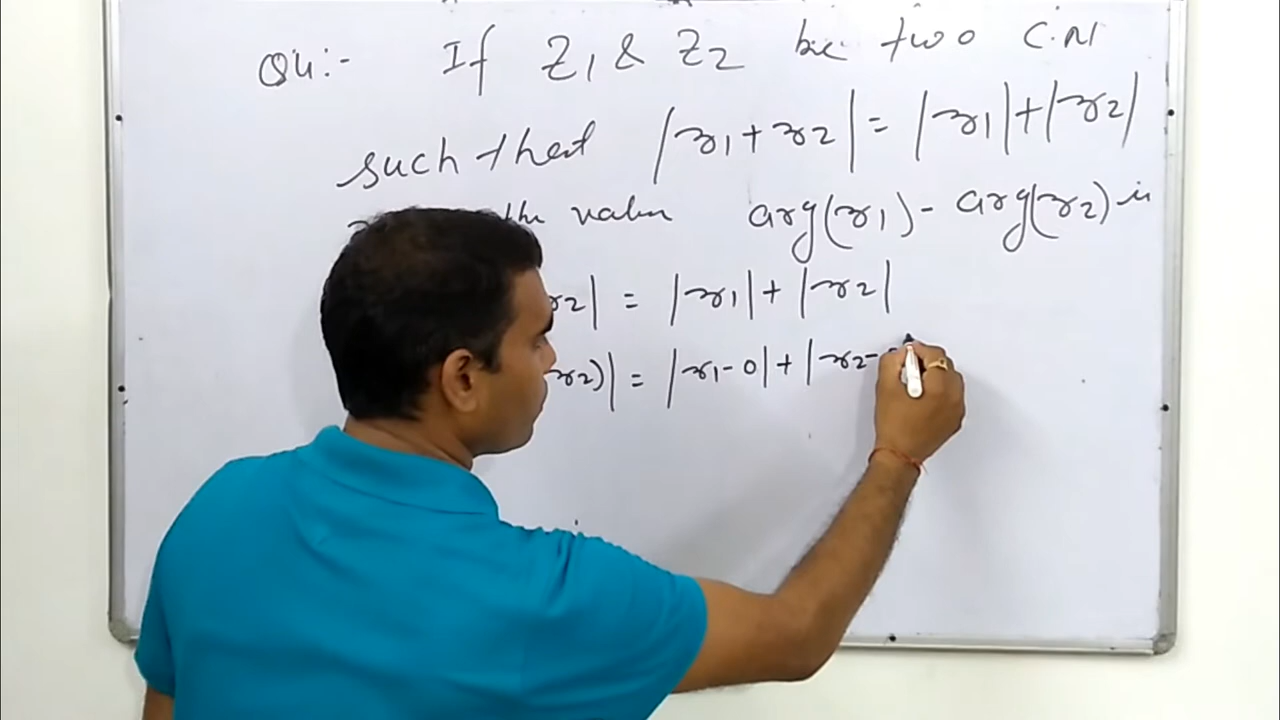 Q4:- If Z1 & Z2 be two C.N
such that |z1+z2| = |z1|+|z2|
the value arg(z1)- arg(z2) is
z2| = |z1| + |z2|
z2)| = |z1-0|+|z2-